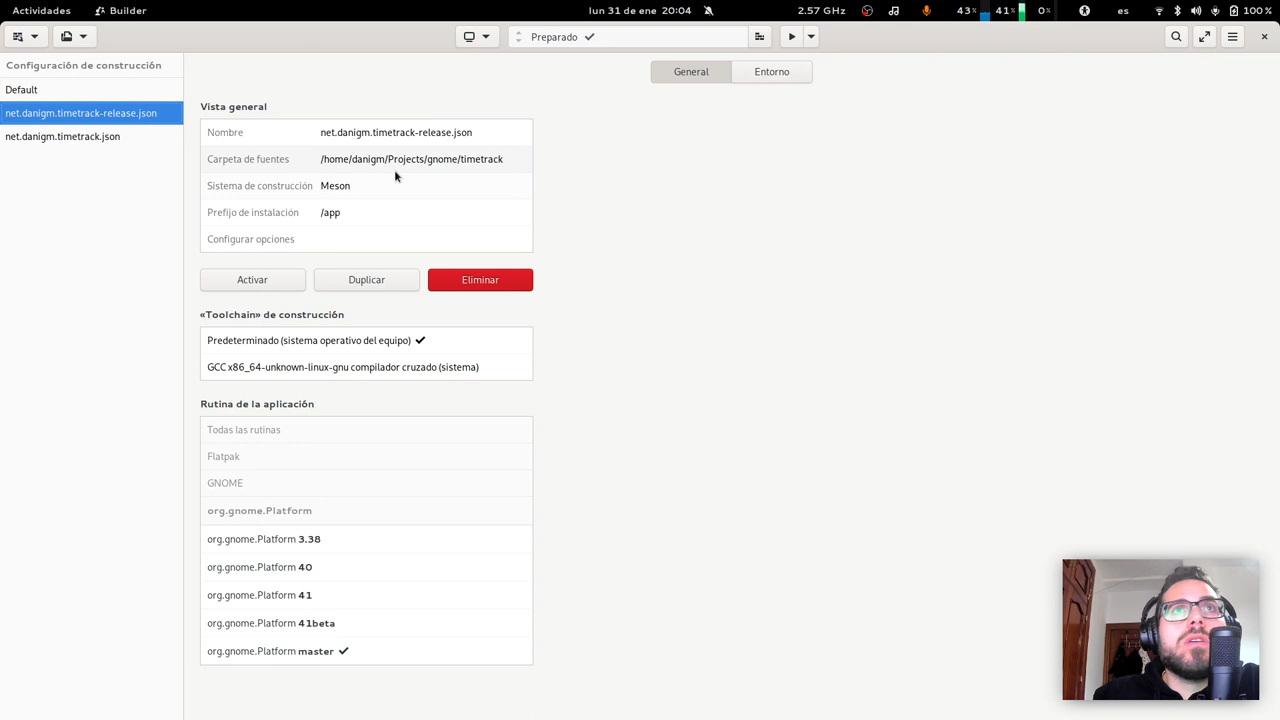 Actividades Builder lun 31 de ene 20:04 2.57 GHz 43% 41% 0% es 100%
Preparado
Configuración de construcción
General Entorno
Default
net.danigm.timetrack-release.json
net.danigm.timetrack.json
Vista general
Nombre net.danigm.timetrack-release.json
Carpeta de fuentes /home/danigm/Projects/gnome/timetrack
Sistema de construcción Meson
Prefijo de instalación /app
Configurar opciones
Activar Duplicar Eliminar
«Toolchain» de construcción
Predeterminado (sistema operativo del equipo)
GCC x86_64-unknown-linux-gnu compilador cruzado (sistema)
Rutina de la aplicación
Todas las rutinas
Flatpak
GNOME
org.gnome.Platform
org.gnome.Platform 3.38
org.gnome.Platform 40
org.gnome.Platform 41
org.gnome.Platform 41beta
org.gnome.Platform master